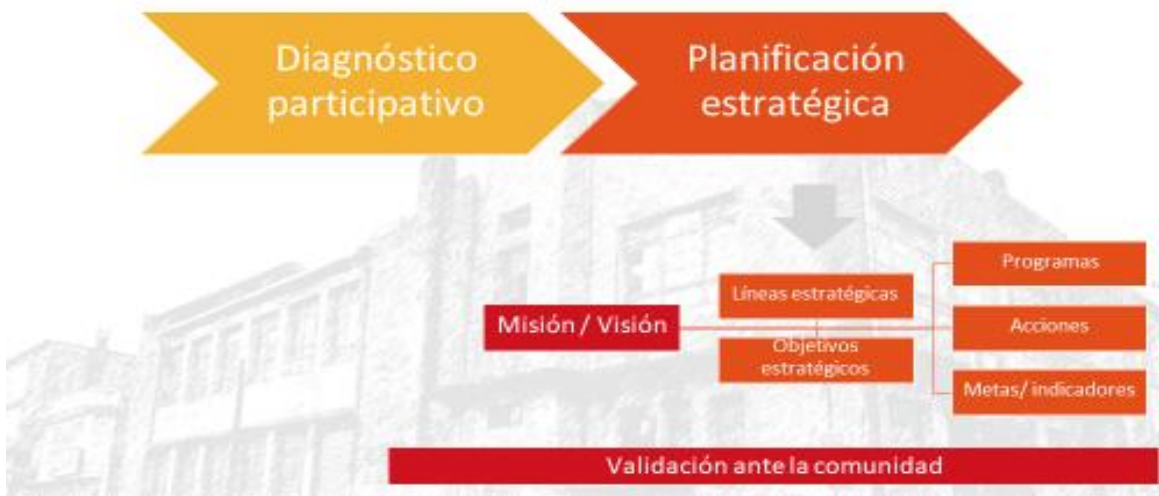 Diagnóstico
participativo
Planificación
estratégica
Programas
Líneas estratégicas
Misión / Visión
Acciones
Objetivos
estratégicos
Metas/ indicadores
Validación ante la comunidad